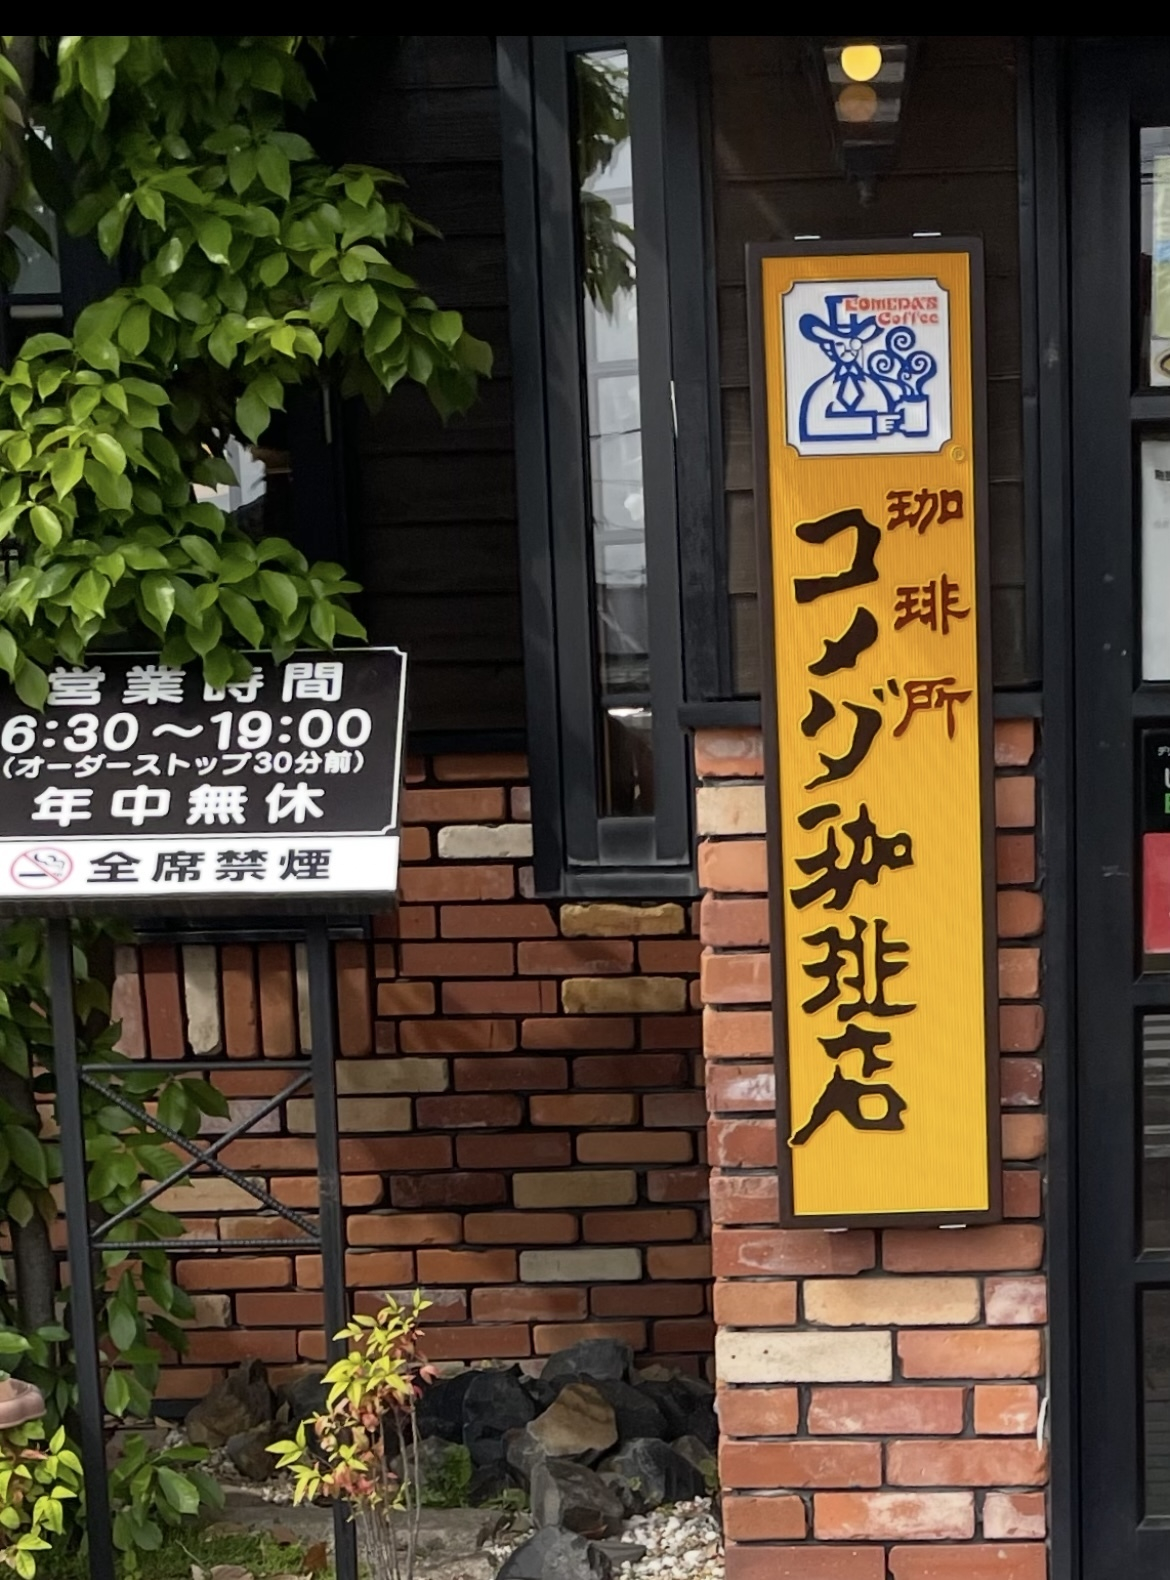 営業時間
6:30～19:00
(オーダーストップ30分前)
年中無休
全席禁煙
KOMEDA'S
Coffee
珈琲所
コメダ珈琲店